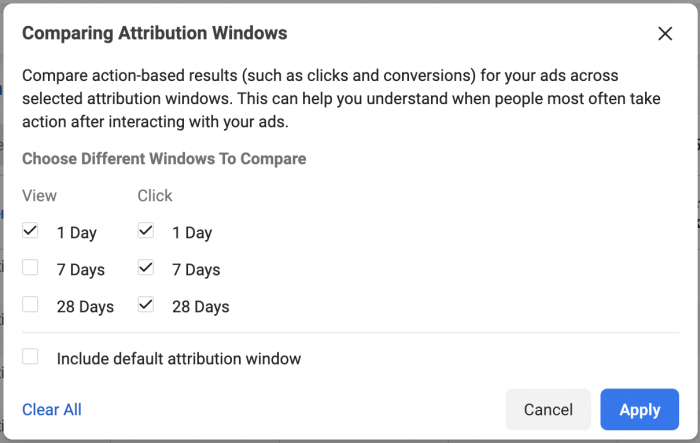 Comparing Attribution Windows
Compare action-based results (such as clicks and conversions) for your ads across
selected attribution windows. This can help you understand when people most often take
action after interacting with your ads.
Choose Different Windows To Compare
View Click
1 Day 1 Day
7 Days 7 Days
28 Days 28 Days
Include default attribution window
Clear All Cancel Apply